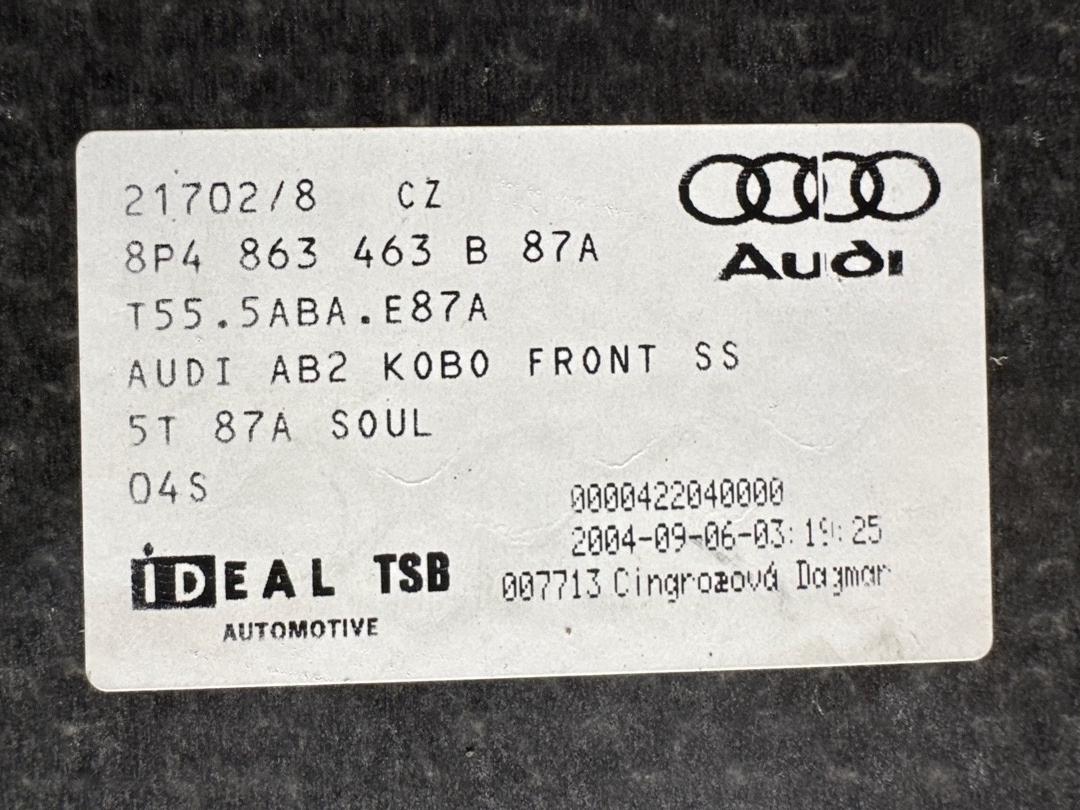 21702/8 CZ
Audi
8P4 863 463 B 87A
T55.5ABA.E87A
AUDI AB2 KOBO FRONT SS
5T 87A SOUL
04S
0000422040000
2004-09-06-03:19:25
007713 Cingrozová Dagmar
iDEAL TSB
AUTOMOTIVE